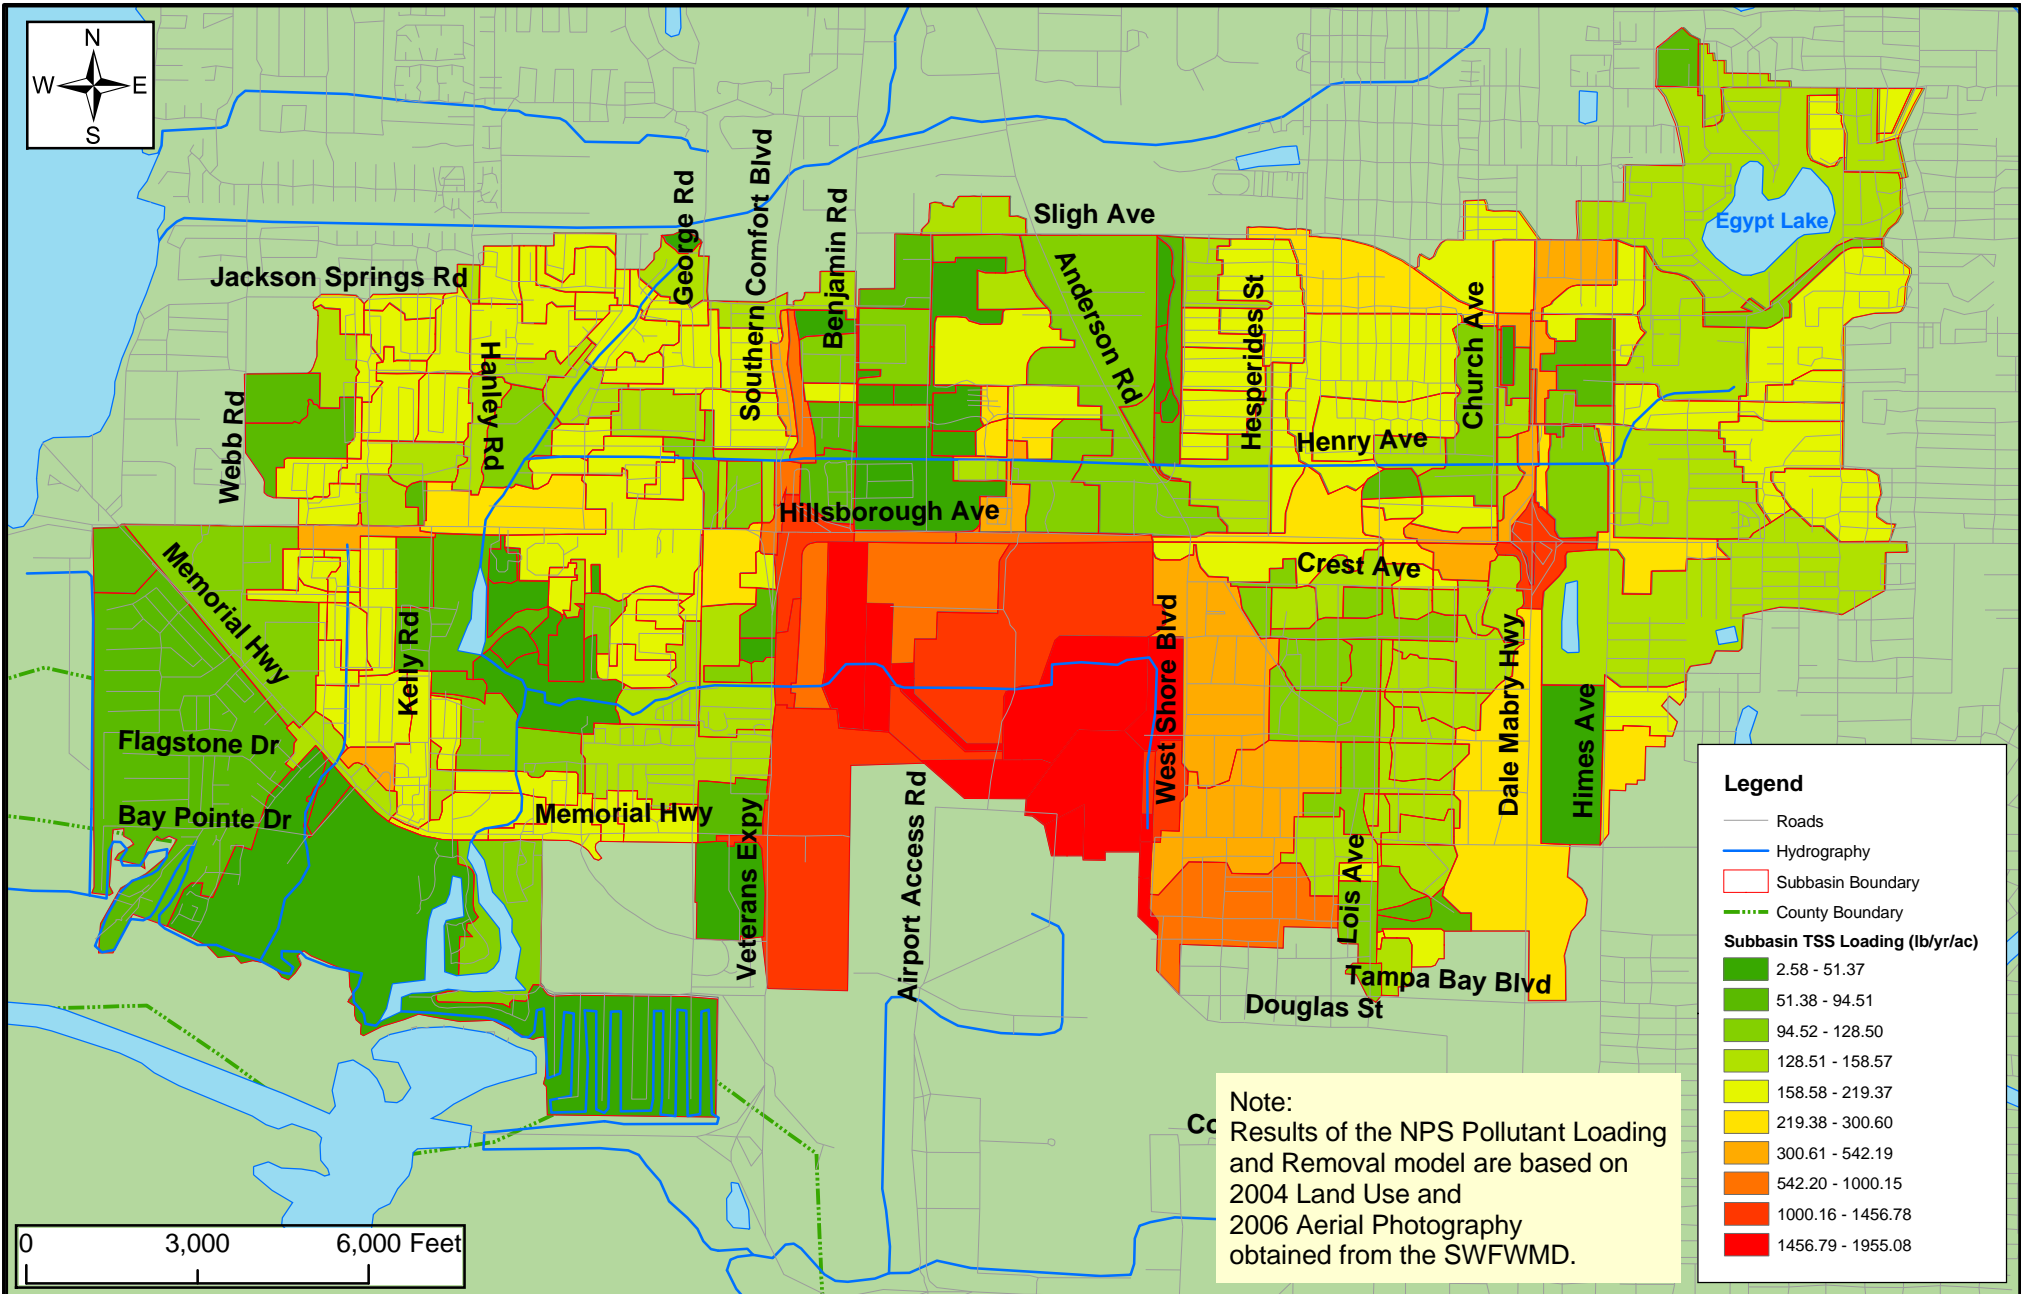 N
W E
S
Jackson Springs Rd
George Rd
Southern Comfort Blvd
Benjamin Rd
Sligh Ave
Anderson Rd
Hesperides St
Church Ave
Egypt Lake
Webb Rd
Hanley Rd
Henry Ave
Hillsborough Ave
Crest Ave
Memorial Hwy
Kelly Rd
West Shore Blvd
Dale Mabry Hwy
Himes Ave
Flagstone Dr
Bay Pointe Dr
Memorial Hwy
Veterans Expy
Airport Access Rd
Lois Ave
Tampa Bay Blvd
Douglas St
Co
Note:
Results of the NPS Pollutant Loading
and Removal model are based on
2004 Land Use and
2006 Aerial Photography
obtained from the SWFWMD.
Legend
Roads
Hydrography
Subbasin Boundary
County Boundary
Subbasin TSS Loading (lb/yr/ac)
2.58 - 51.37
51.38 - 94.51
94.52 - 128.50
128.51 - 158.57
158.58 - 219.37
219.38 - 300.60
300.61 - 542.19
542.20 - 1000.15
1000.16 - 1456.78
1456.79 - 1955.08
0 3,000 6,000 Feet